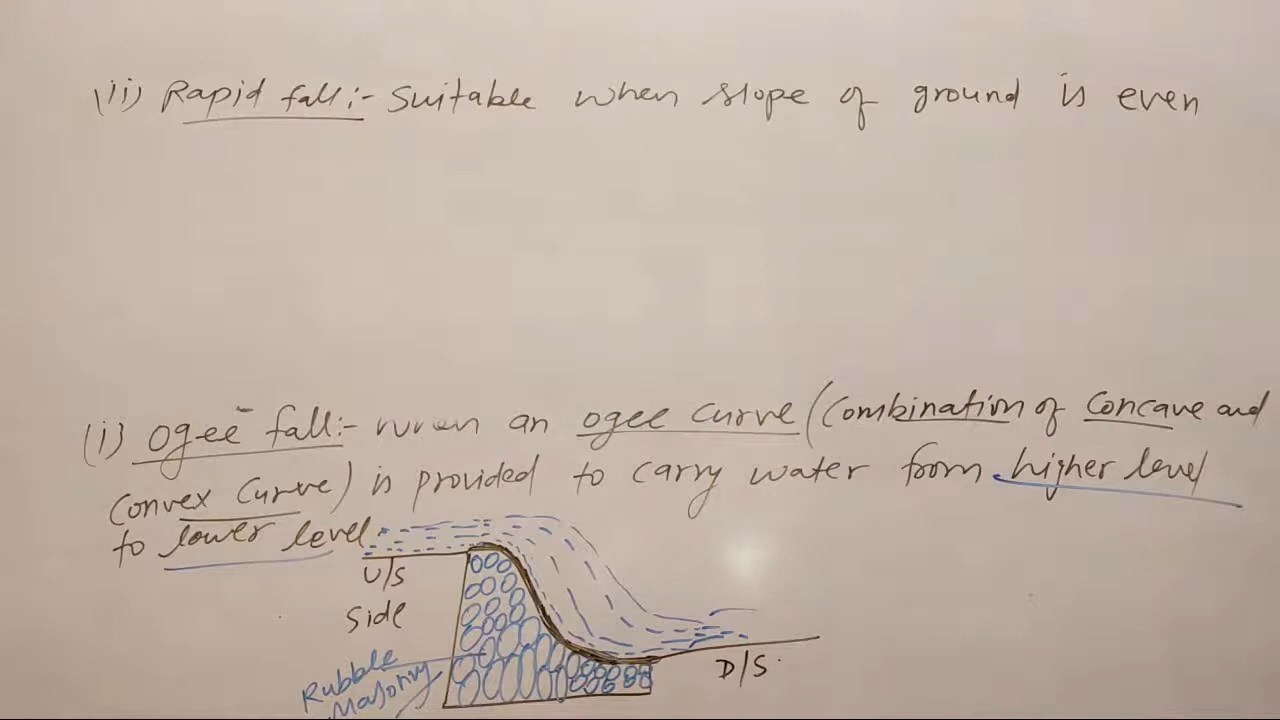 (ii) Rapid fall:- Suitable when slope of ground is even
(i) Ogee fall:- when an ogee curve (combination of concave and
convex curve) is provided to carry water from higher level
to lower level.
U/S
Side
Rubble
Masonry
D/S.